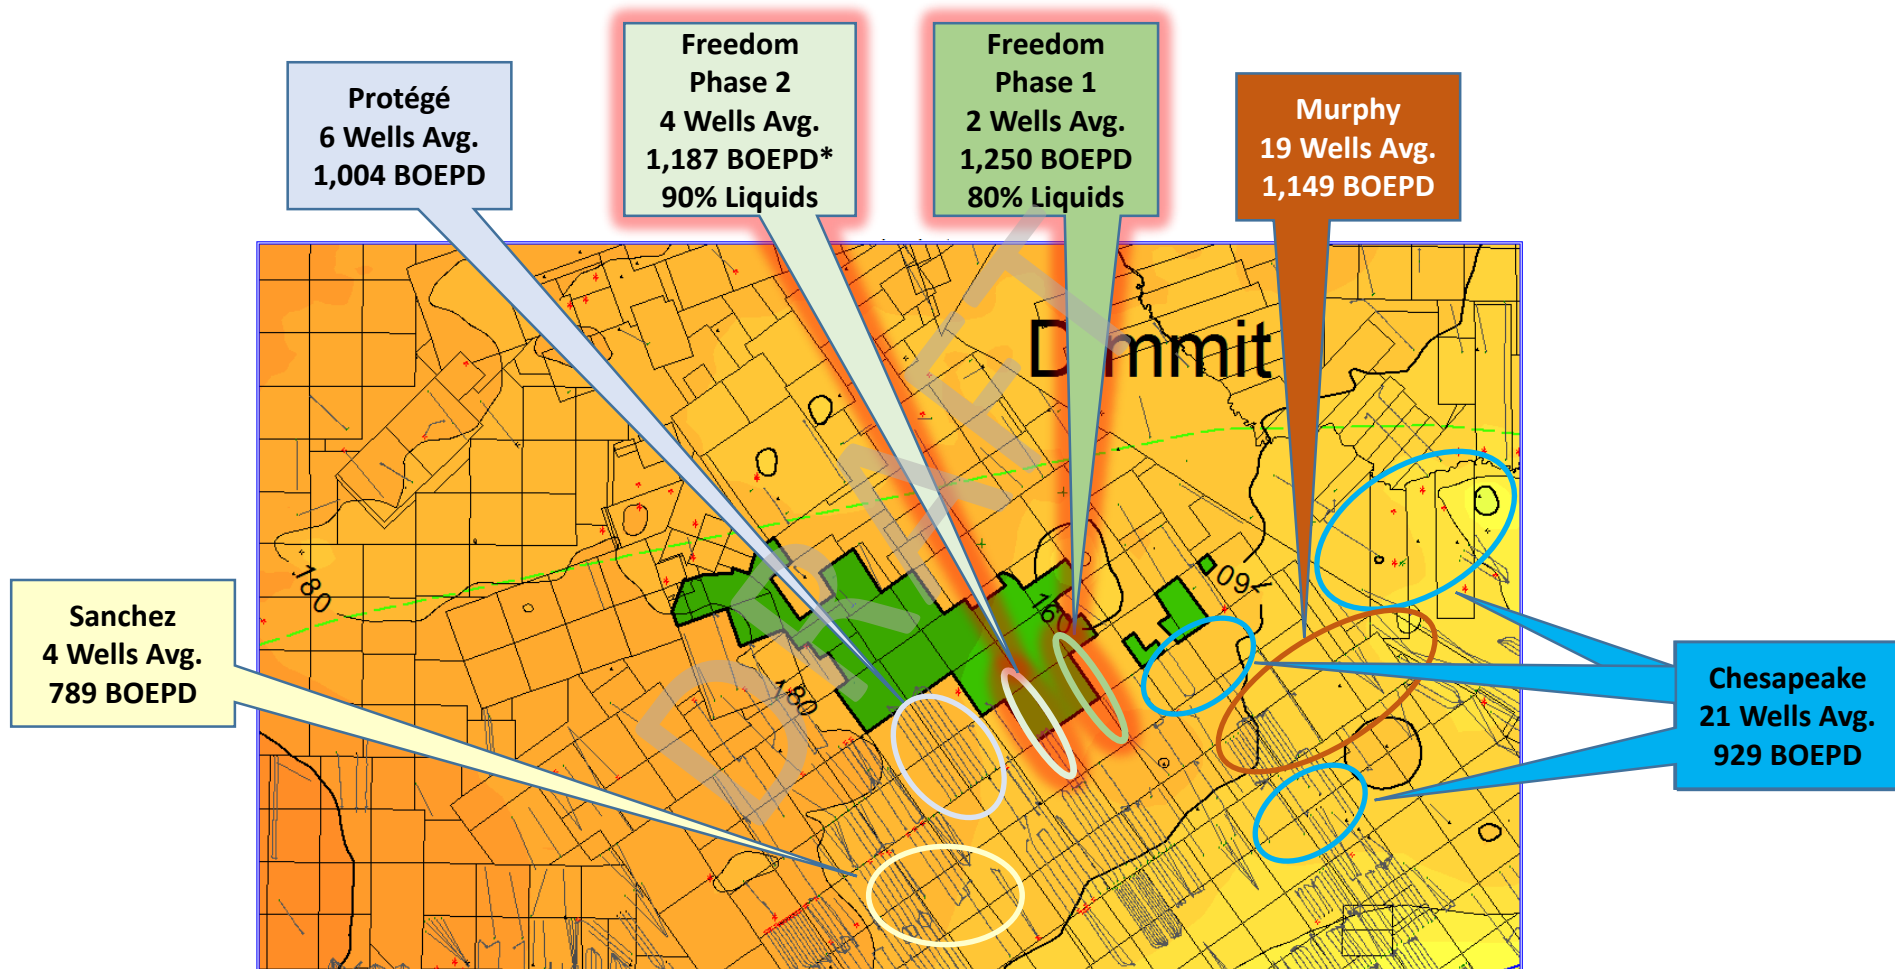 Protégé
6 Wells Avg.
1,004 BOEPD
Freedom
Phase 2
4 Wells Avg.
1,187 BOEPD*
90% Liquids
Freedom
Phase 1
2 Wells Avg.
1,250 BOEPD
80% Liquids
Murphy
19 Wells Avg.
1,149 BOEPD
Dimmit
DRAFT
180
160
180
Sanchez
4 Wells Avg.
789 BOEPD
Chesapeake
21 Wells Avg.
929 BOEPD